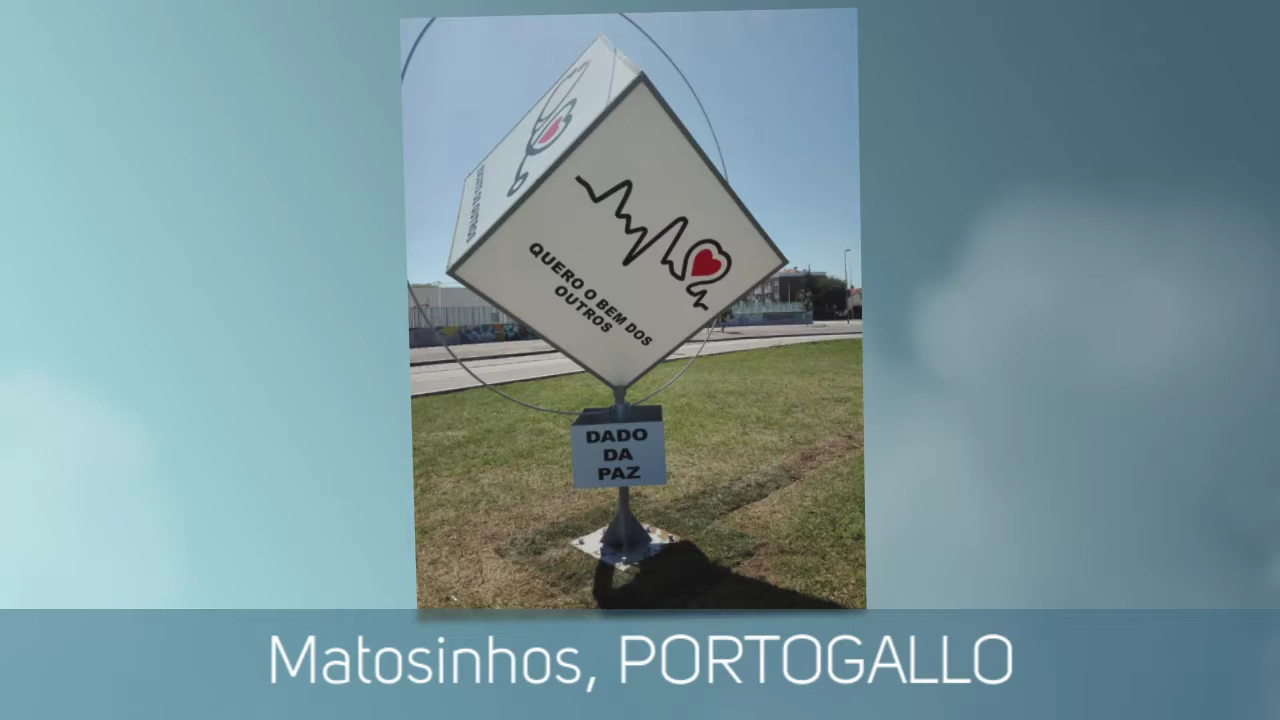 QUERO O BEM DOS
OUTROS
DADO
DA
PAZ
Matosinhos, PORTOGALLO